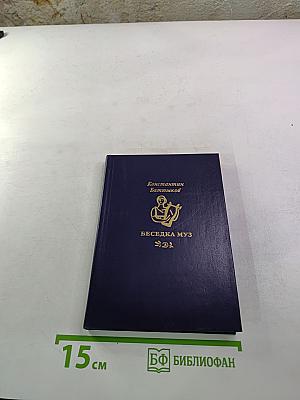 Константин
Батюшков
БЕСЕДКА МУЗ
15 см
БФ БИБЛИОФАН